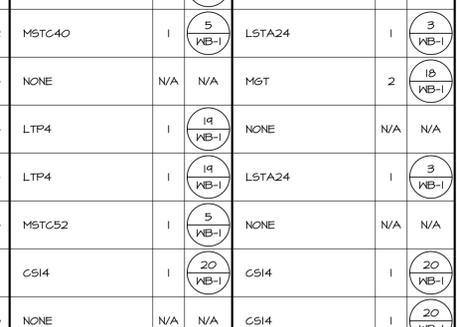 MSTC40 1 5 WB-1 LSTA24 1 3 WB-1
NONE N/A N/A MGT 2 18 WB-1
LTP4 1 19 WB-1 NONE N/A N/A
LTP4 1 19 WB-1 LSTA24 1 3 WB-1
MSTC52 1 5 WB-1 NONE N/A N/A
CS14 1 20 WB-1 CS14 1 20 WB-1
NONE N/A N/A CS14 1 20 WB-1